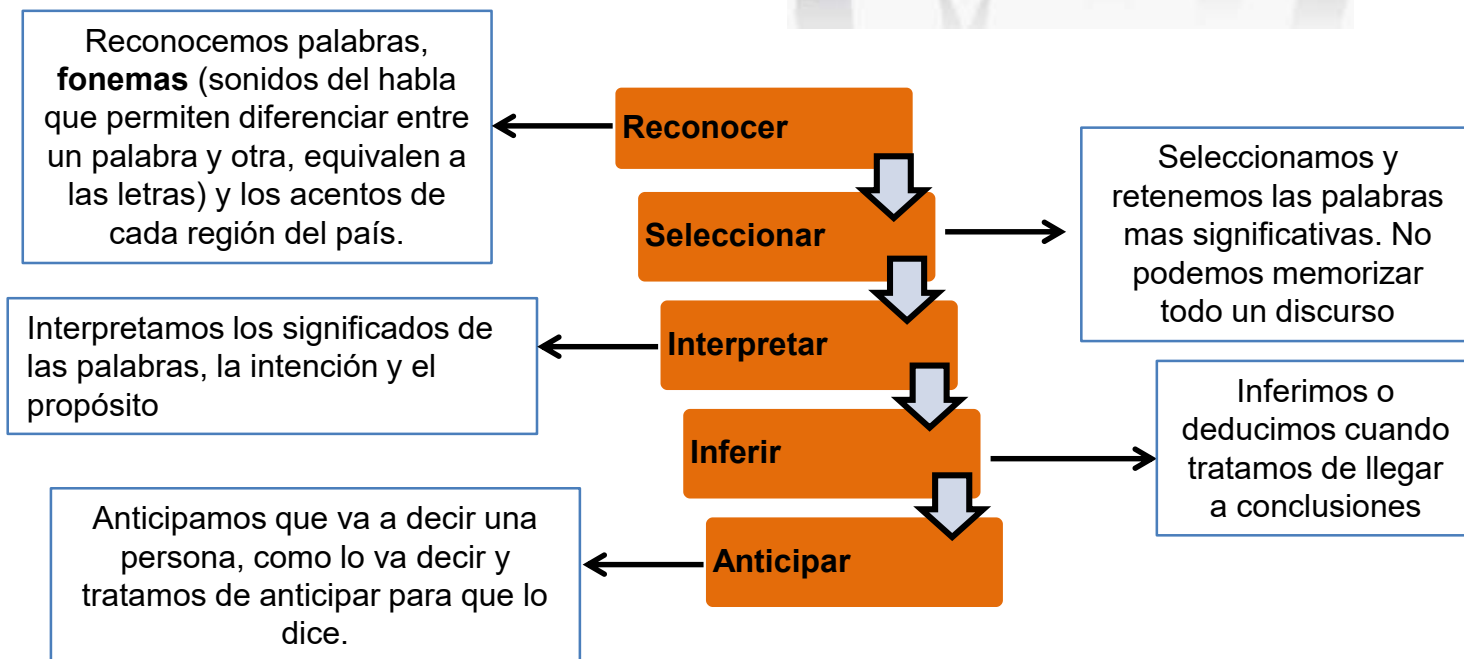 Reconocemos palabras,
fonemas (sonidos del habla
que permiten diferenciar entre
un palabra y otra, equivalen a
las letras) y los acentos de
cada región del país.
Reconocer
Seleccionar
Seleccionamos y
retenemos las palabras
mas significativas. No
podemos memorizar
todo un discurso
Interpretamos los significados de
las palabras, la intención y el
propósito
Interpretar
Inferir
Inferimos o
deducimos cuando
tratamos de llegar
a conclusiones
Anticipamos que va a decir una
persona, como lo va decir y
tratamos de anticipar para que lo
dice.
Anticipar